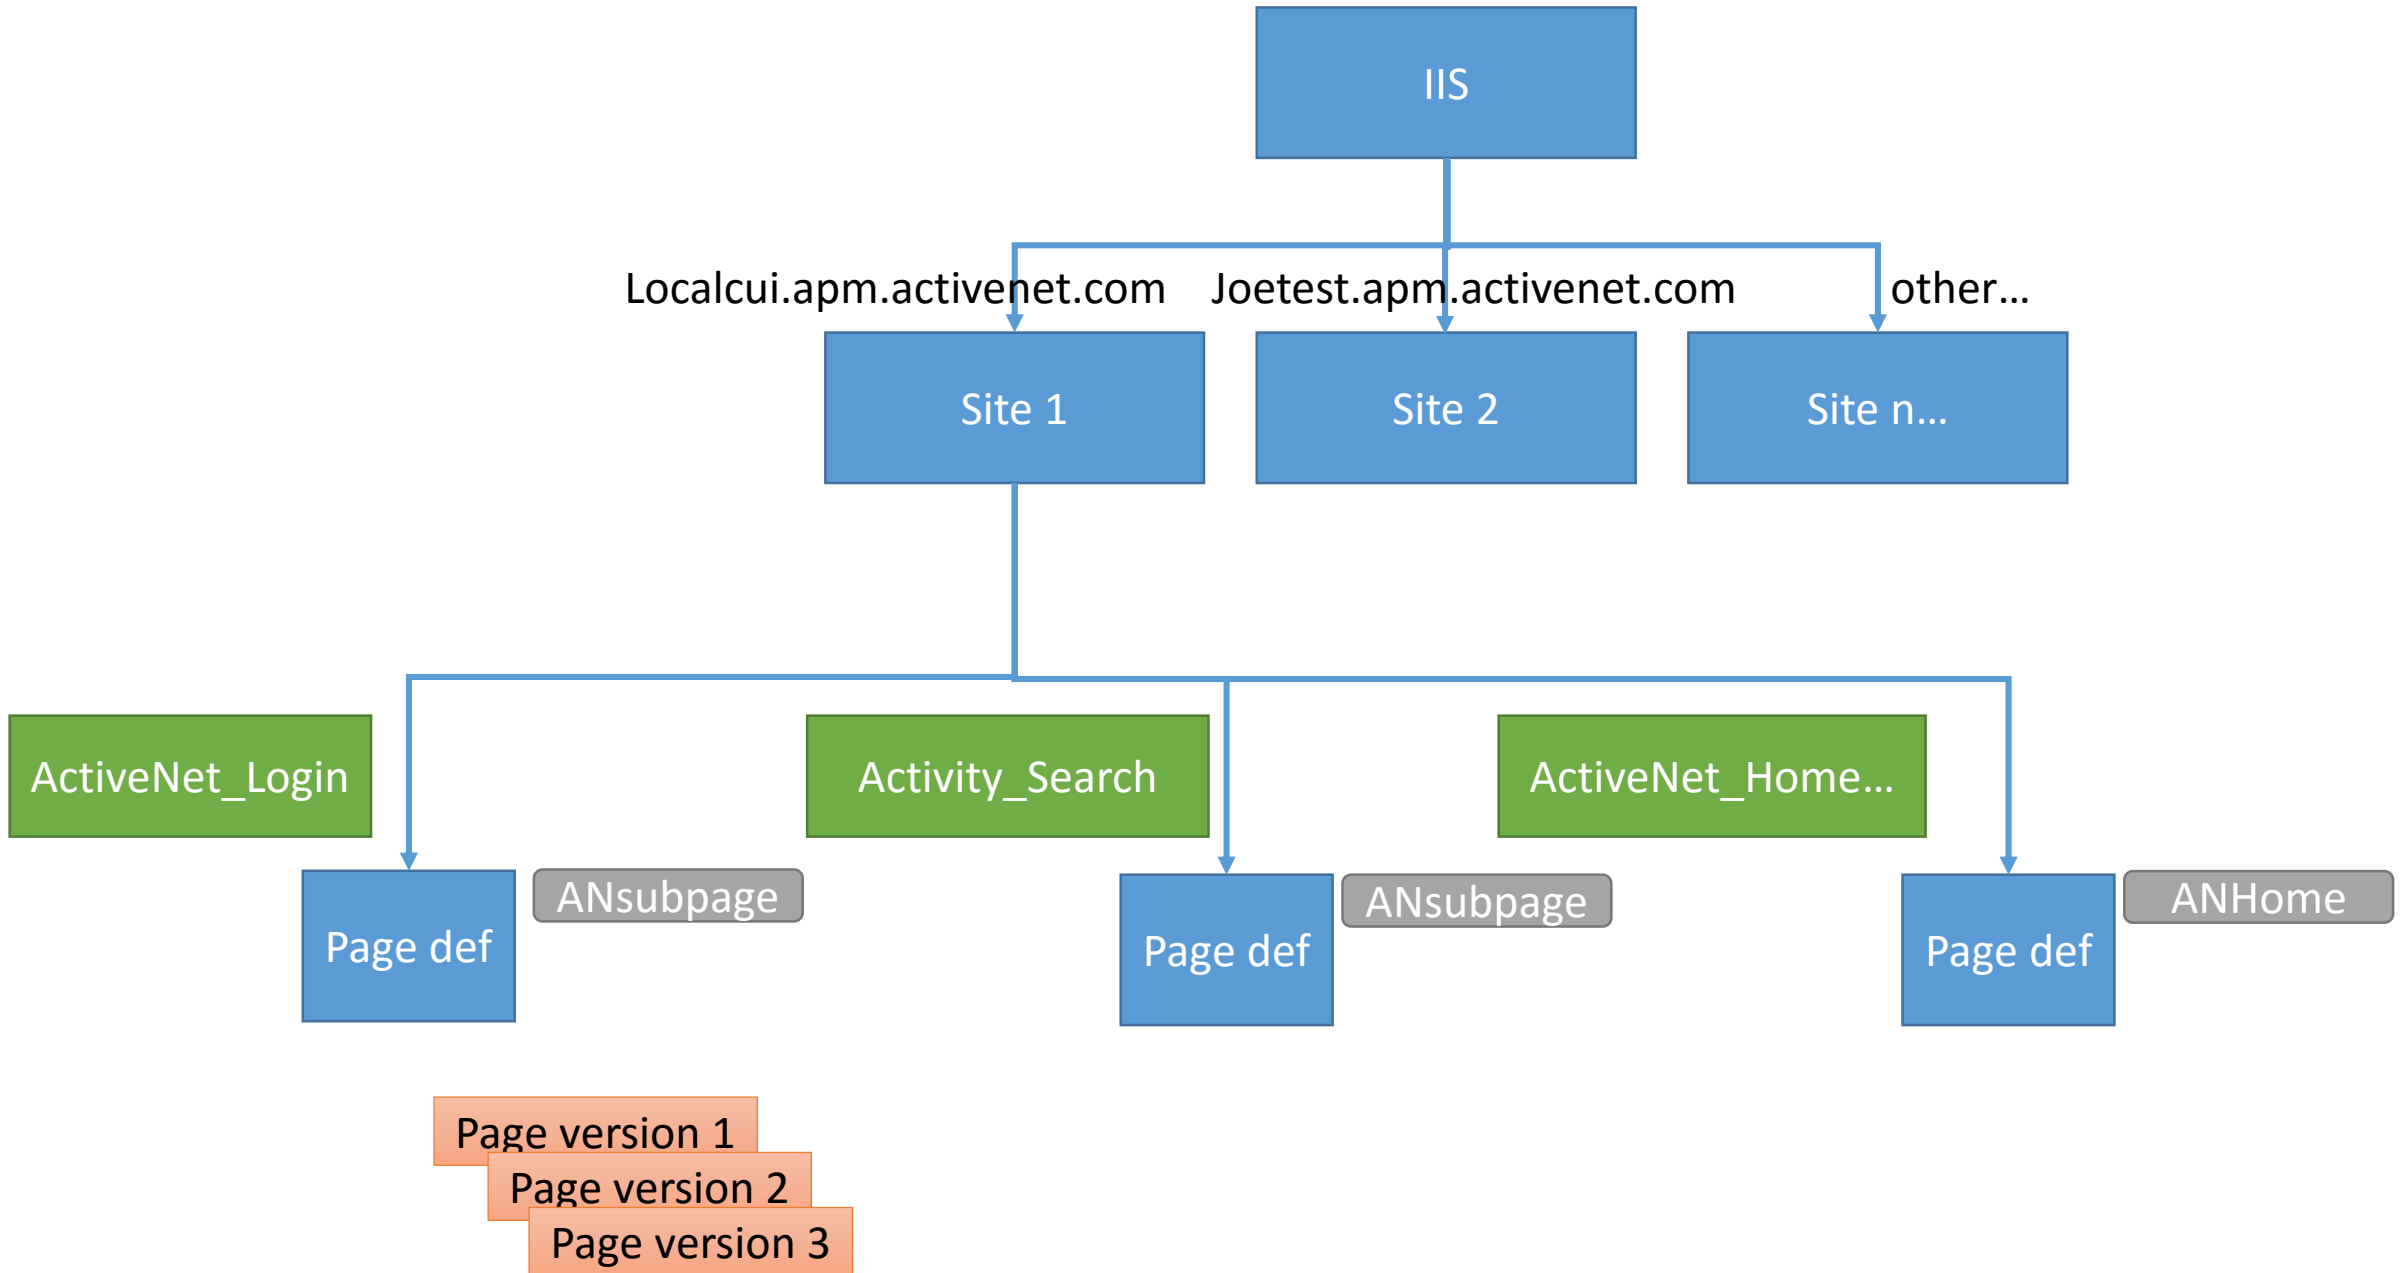 IIS
Localcui.apm.activenet.com
Joetest.apm.activenet.com
other...
Site 1
Site 2
Site n...
ActiveNet_Login
Activity_Search
ActiveNet_Home...
ANsubpage
ANsubpage
ANHome
Page def
Page def
Page def
Page version 1
Page version 2
Page version 3